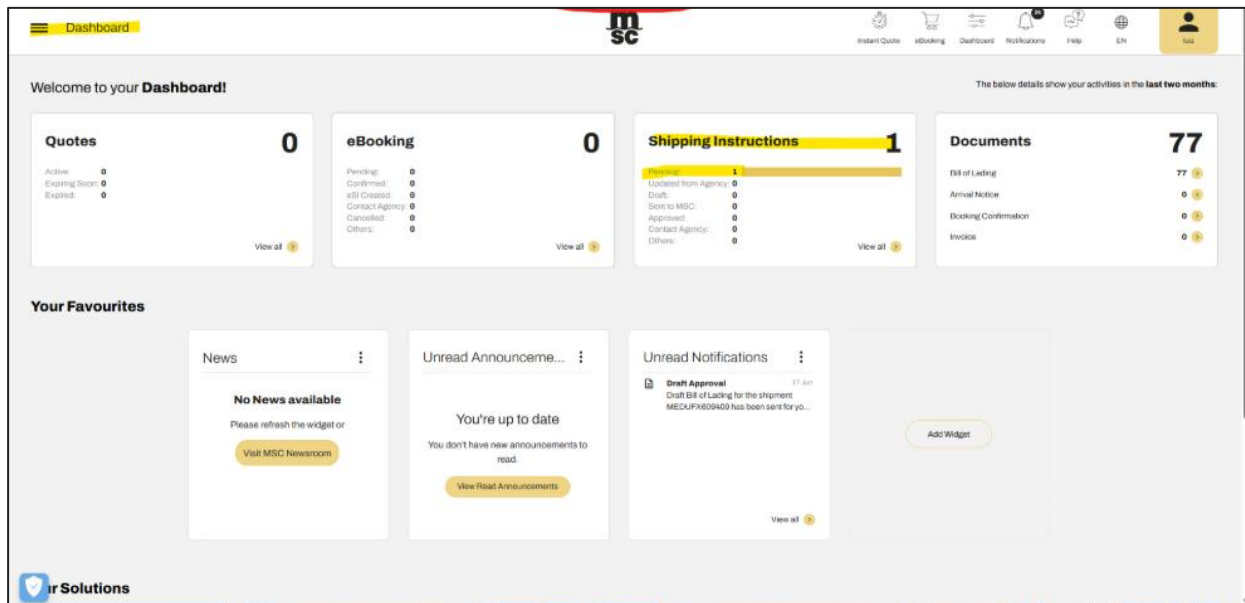 Dashboard
msc
Instant Quote
eBooking
Dashboard
Notifications
Help
EN
Welcome to your Dashboard!
The below details show your activities in the last two months:
Quotes 0
Active: 0
Expiring Soon: 0
Expired: 0
View all
eBooking 0
Pending: 0
Confirmed: 0
eSI Created: 0
Contact Agency: 0
Cancelled: 0
Others: 0
View all
Shipping Instructions 1
Pending: 1
Updated from Agency: 0
Draft: 0
Sent to MSC: 0
Approved: 0
Contact Agency: 0
Others: 0
View all
Documents 77
Bill of Lading 77
Arrival Notice 0
Booking Confirmation 0
Invoice 0
Your Favourites
News
No News available
Please refresh the widget or
Visit MSC Newsroom
Unread Announceme...
You're up to date
You don't have new announcements to
read.
View Read Announcements
Unread Notifications
Draft Approval
Draft Bill of Lading for the shipment
MEDUFX609409 has been sent for yo...
View all
Add Widget
r Solutions